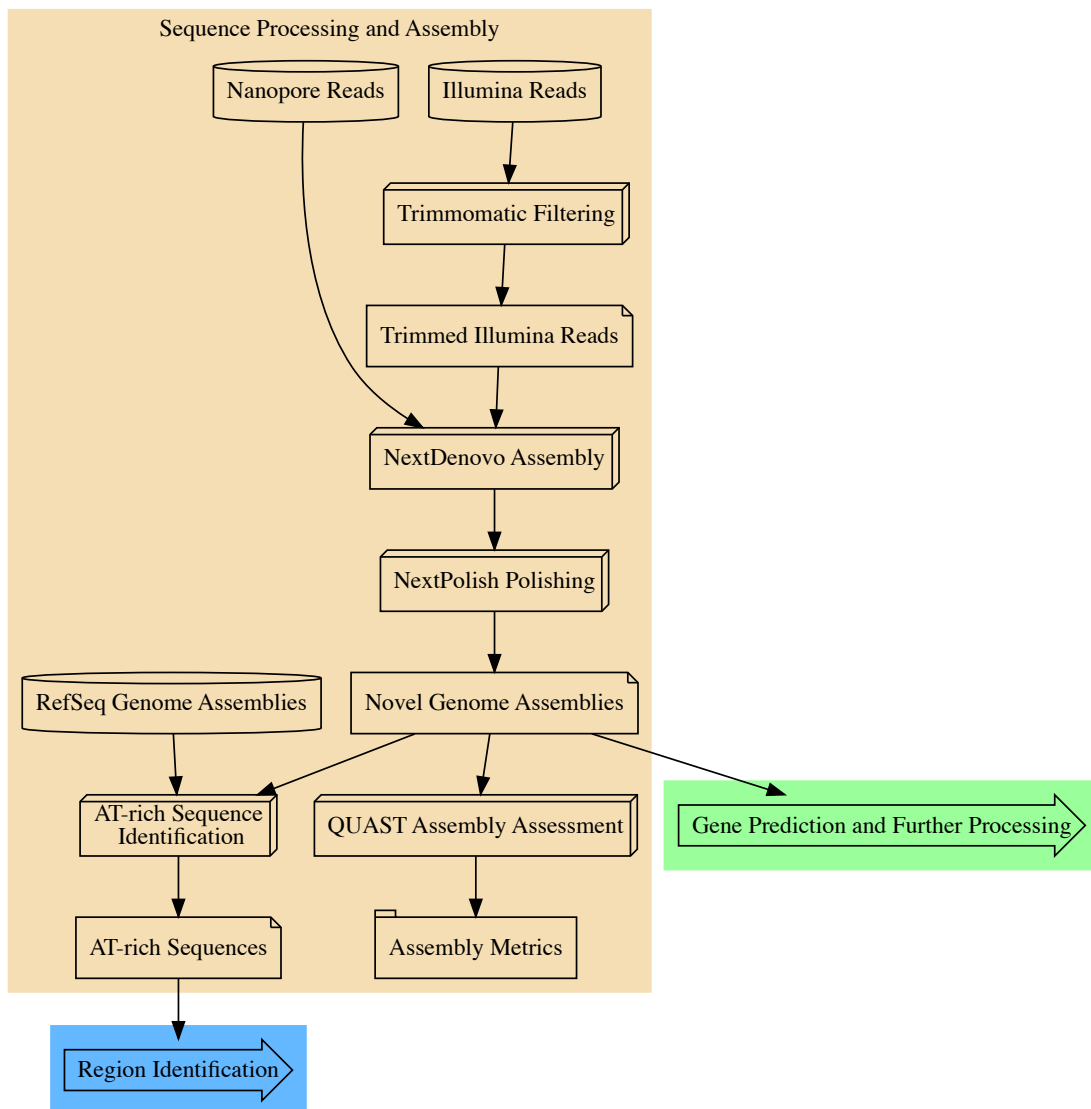 Sequence Processing and Assembly
Nanopore Reads
Illumina Reads
Trimmomatic Filtering
Trimmed Illumina Reads
NextDenovo Assembly
NextPolish Polishing
RefSeq Genome Assemblies
Novel Genome Assemblies
AT-rich Sequence
Identification
QUAST Assembly Assessment
Gene Prediction and Further Processing
AT-rich Sequences
Assembly Metrics
Region Identification